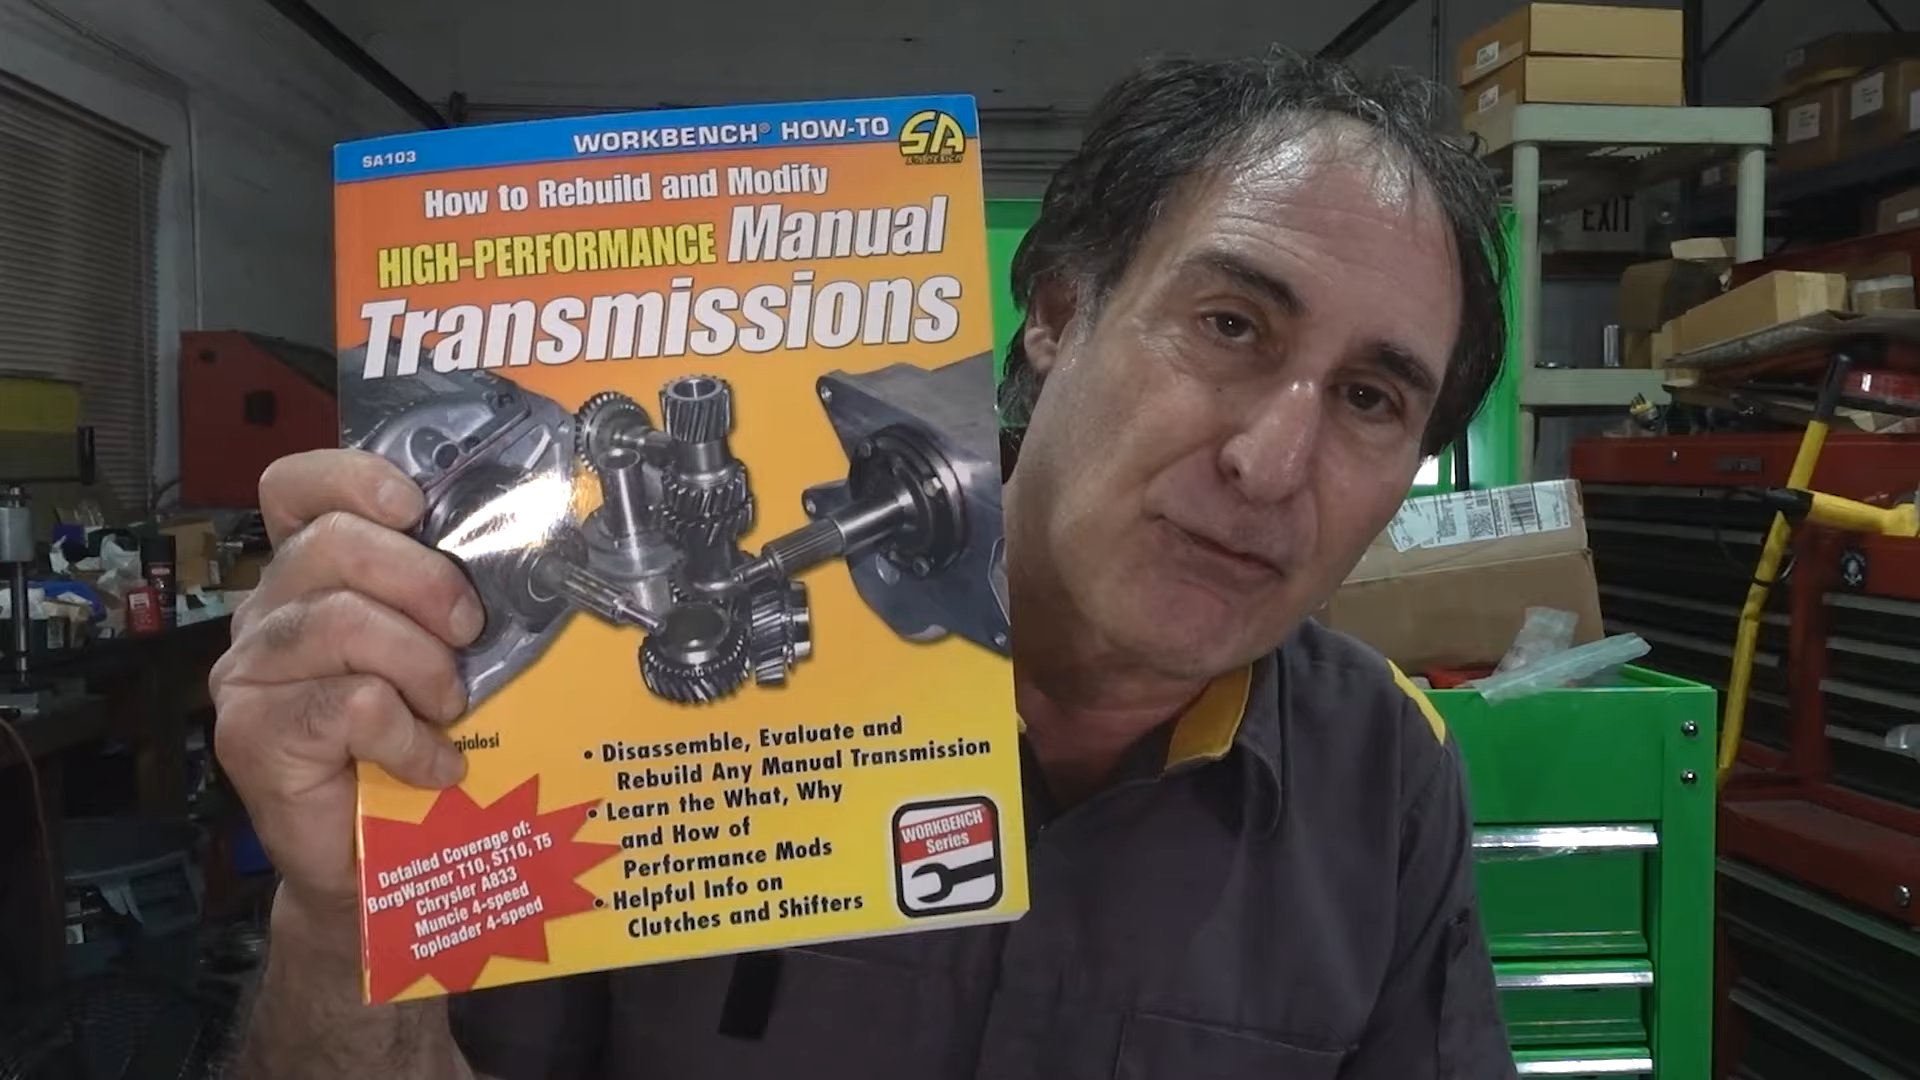 SA103
WORKBENCH® HOW-TO
SA
S-A DESIGN
How to Rebuild and Modify
HIGH-PERFORMANCE Manual
Transmissions
gialosi
• Disassemble, Evaluate and
Rebuild Any Manual Transmission
• Learn the What, Why
and How of
Performance Mods
• Helpful Info on
Clutches and Shifters
Detailed Coverage of:
BorgWarner T10, ST10, T5
Chrysler A833
Muncie 4-speed
Toploader 4-speed
WORKBENCH®
Series
EXIT